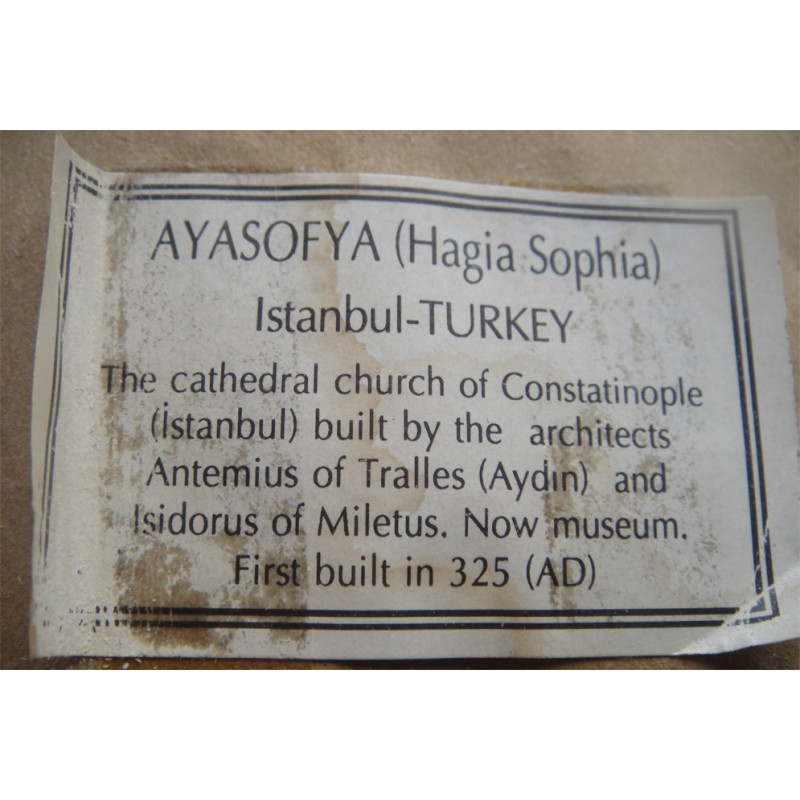 AYASOFYA (Hagia Sophia)
Istanbul-TURKEY
The cathedral church of Constatinople
(İstanbul) built by the architects
Antemius of Tralles (Aydın) and
Isidorus of Miletus. Now museum.
First built in 325 (AD)